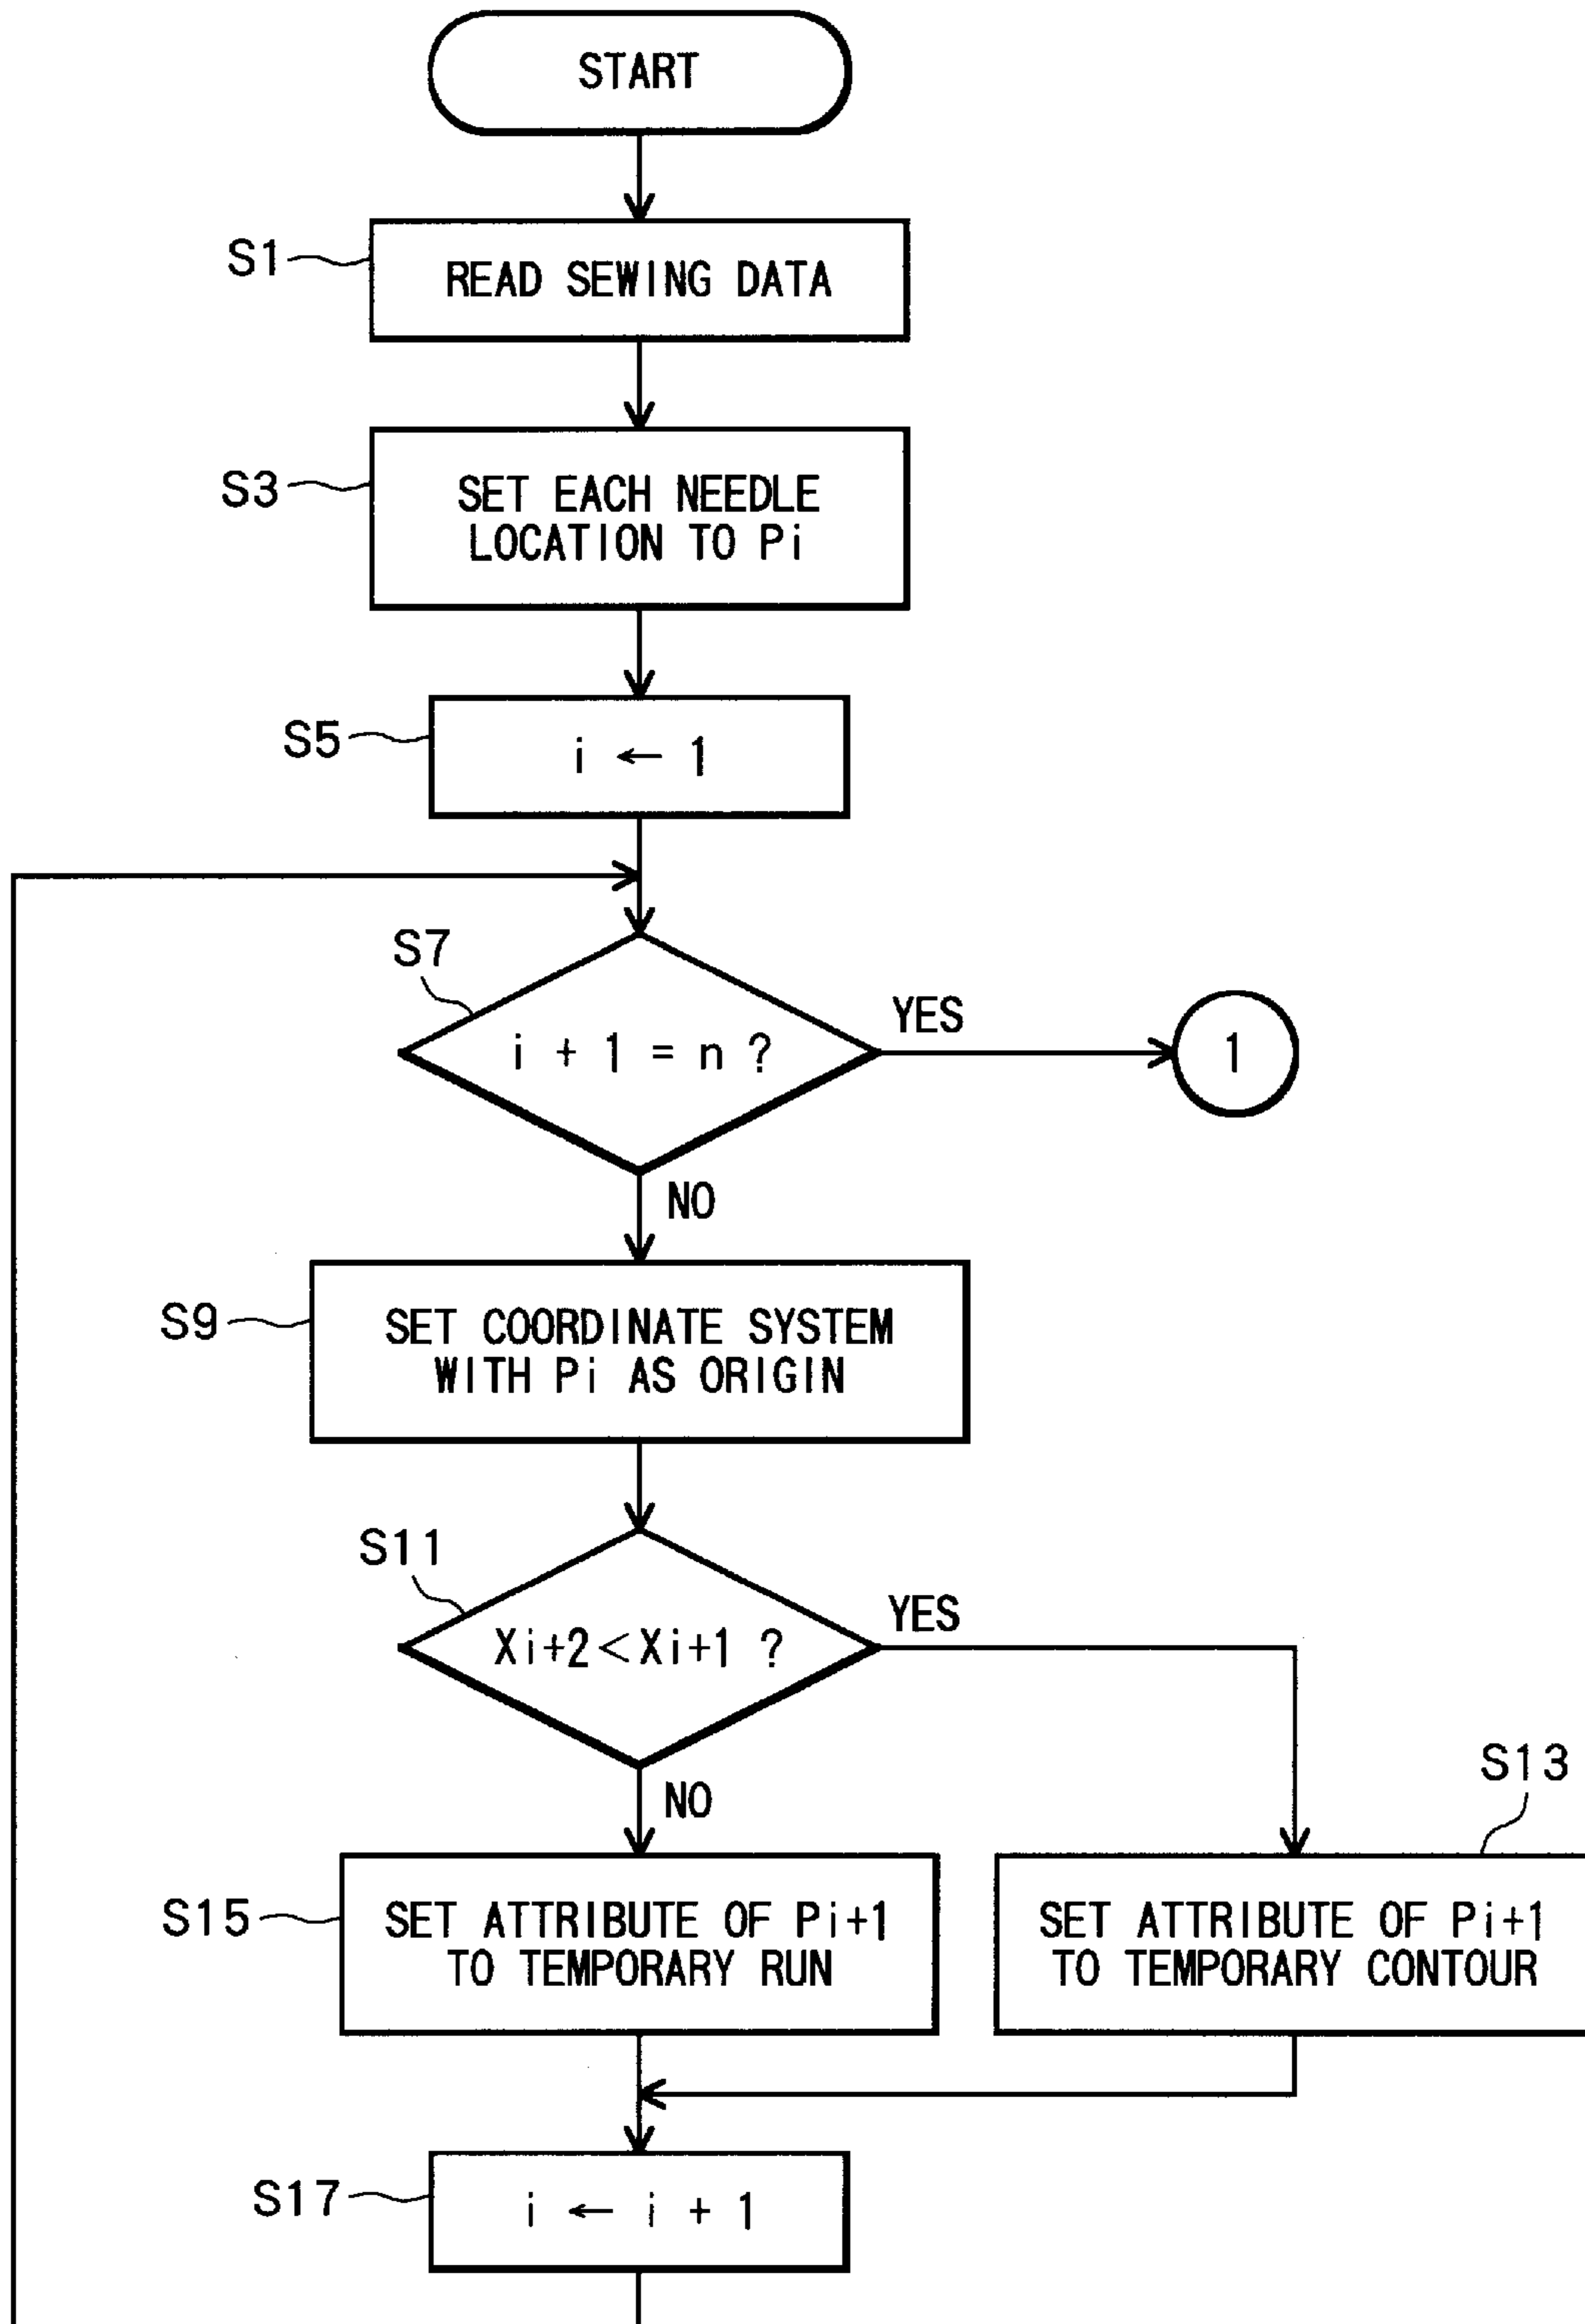 START
S1
READ SEWING DATA
S3
SET EACH NEEDLE
LOCATION TO Pi
S5
i ← 1
S7
i + 1 = n ?
YES
1
NO
S9
SET COORDINATE SYSTEM
WITH Pi AS ORIGIN
S11
Xi+2<Xi+1 ?
YES
NO
S13
S15
SET ATTRIBUTE OF Pi+1
TO TEMPORARY RUN
SET ATTRIBUTE OF Pi+1
TO TEMPORARY CONTOUR
S17
i ← i + 1